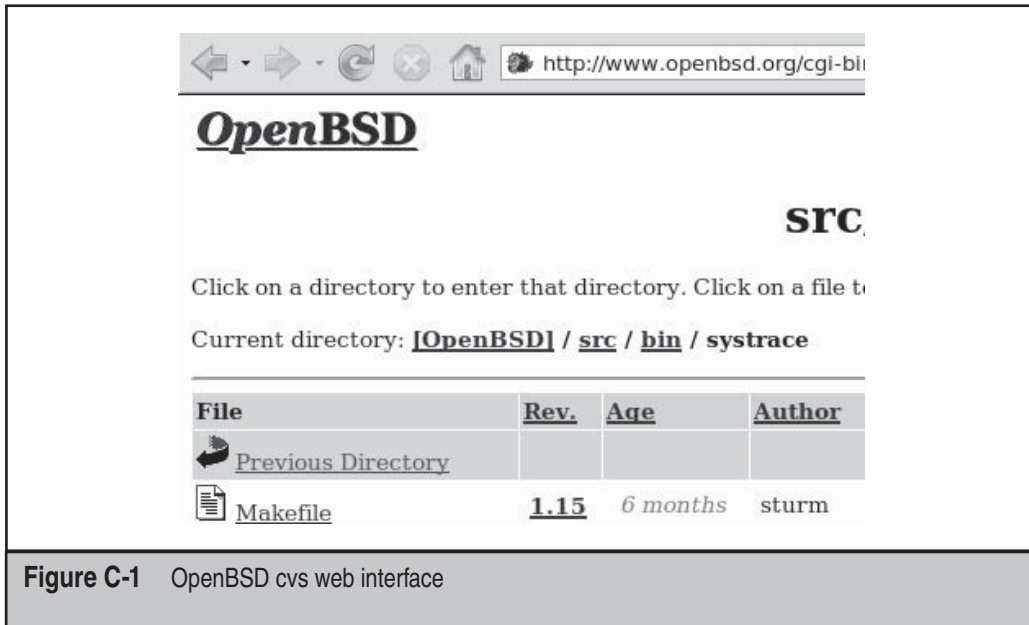 http://www.openbsd.org/cgi-bi
OpenBSD
src
Click on a directory to enter that directory. Click on a file t
Current directory: [OpenBSD] / src / bin / systrace
File Rev. Age Author
Previous Directory
Makefile 1.15 6 months sturm
Figure C-1 OpenBSD cvs web interface